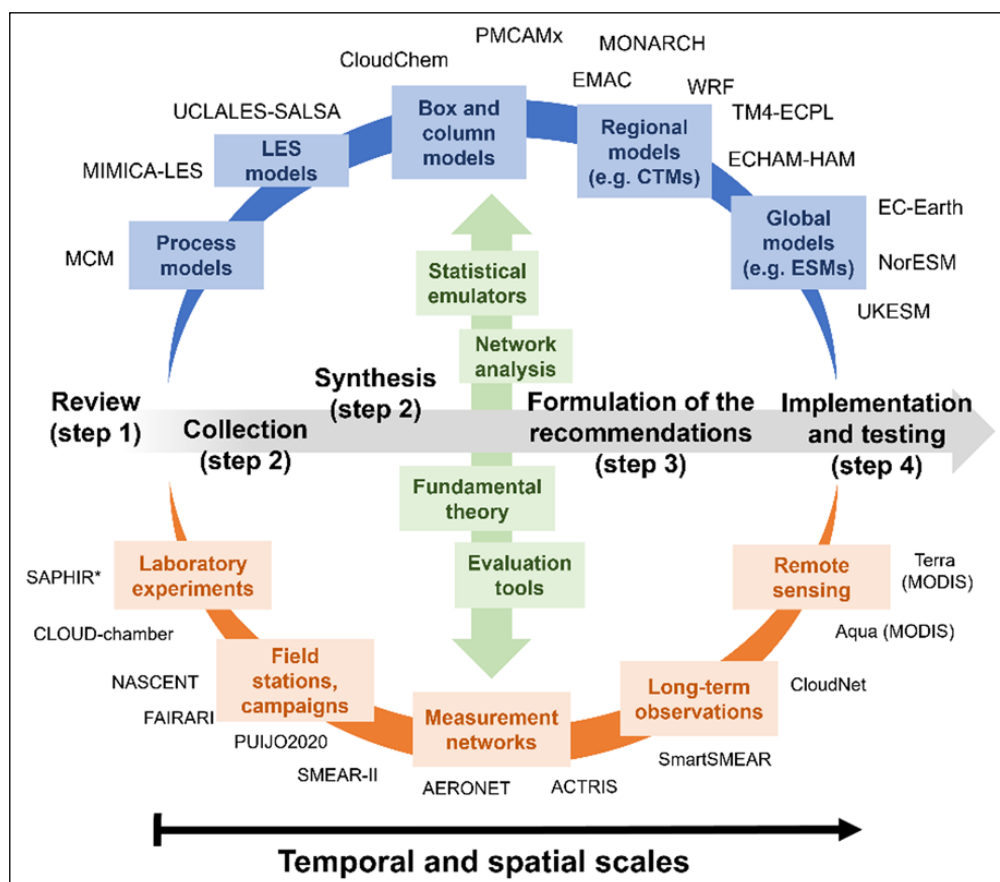 PMCAMx
MONARCH
CloudChem
EMAC
WRF
UCLALES-SALSA
Box and
column
models
Regional
models
(e.g. CTMs)
TM4-ECPL
LES
models
MIMICA-LES
ECHAM-HAM
MCM
Process
models
Global
models
(e.g. ESMs)
EC-Earth
NorESM
UKESM
Statistical
emulators
Network
analysis
Review
(step 1)
Collection
(step 2)
Synthesis
(step 2)
Formulation of the
recommendations
(step 3)
Implementation
and testing
(step 4)
Fundamental
theory
Evaluation
tools
SAPHIR*
Laboratory
experiments
Remote
sensing
Terra
(MODIS)
CLOUD-chamber
Aqua (MODIS)
NASCENT
Field
stations,
campaigns
Long-term
observations
CloudNet
FAIRARI
Measurement
networks
PUIJO2020
SmartSMEAR
SMEAR-II
AERONET
ACTRIS
Temporal and spatial scales